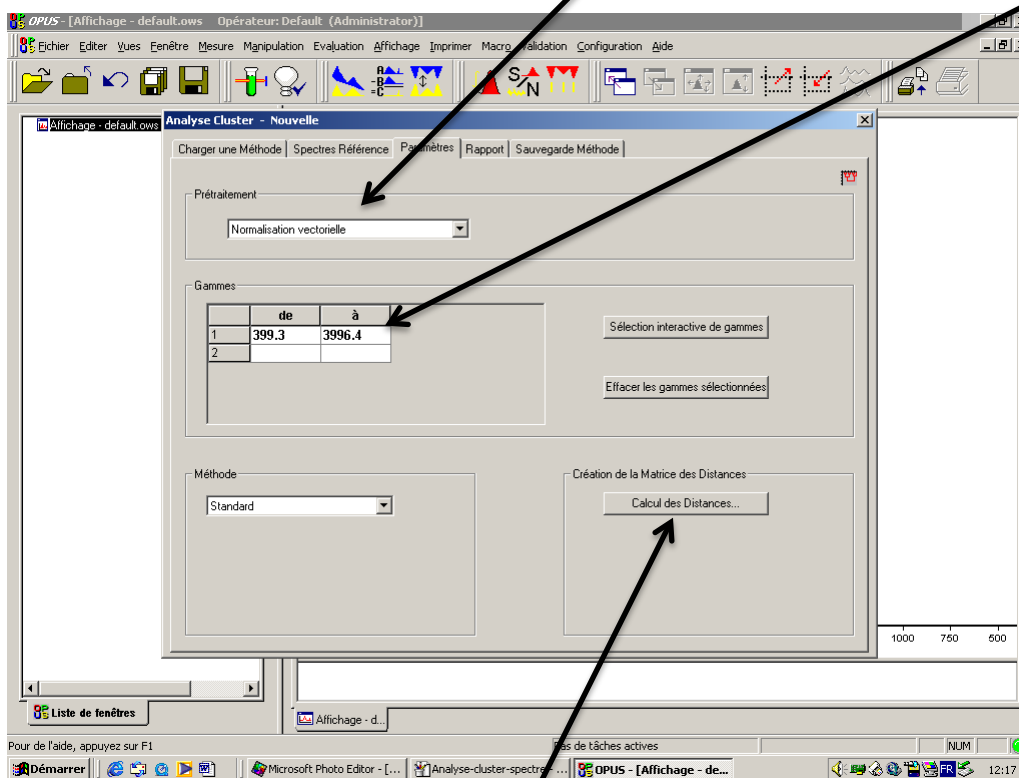 OPUS - [Affichage - default.ows Opérateur: Default (Administrator)]
Fichier Editer Vues Fenêtre Mesure Manipulation Evaluation Affichage Imprimer Macro Validation Configuration Aide
Affichage - default.ows
Analyse Cluster - Nouvelle
Charger une Méthode Spectres Référence Paramètres Rapport Sauvegarde Méthode
Prétraitement
Normalisation vectorielle
Gammes
de à
1 399.3 3996.4
2
Sélection interactive de gammes
Effacer les gammes sélectionnées
Méthode
Standard
Création de la Matrice des Distances
Calcul des Distances...
1000 750 500
Liste de fenêtres
Affichage - d...
Pour de l'aide, appuyez sur F1
Pas de tâches actives
NUM
Démarrer
Microsoft Photo Editor - [...
Analyse-cluster-spectre - ...
OPUS - [Affichage - de...
FR
12:17